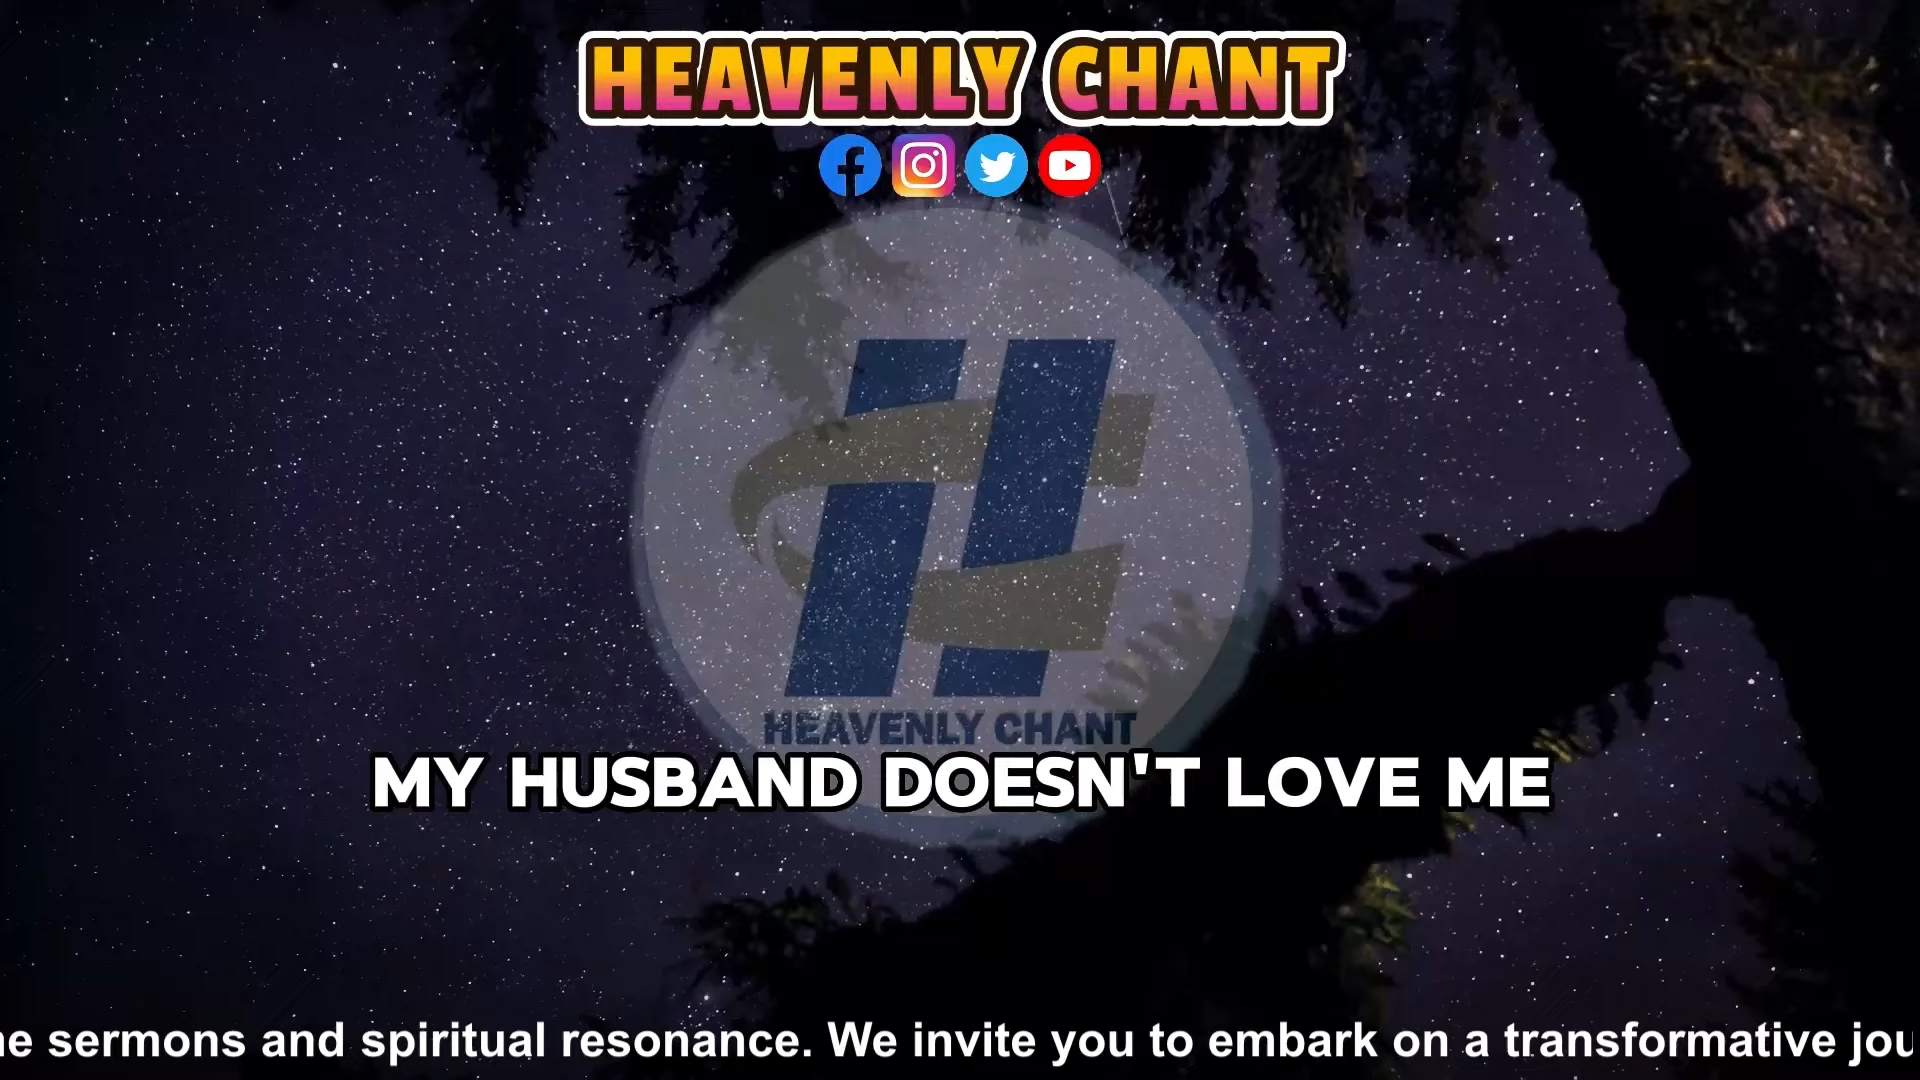 HEAVENLY CHANT
HEAVENLY CHANT
MY HUSBAND DOESN'T LOVE ME
sermons and spiritual resonance. We invite you to embark on a transformative